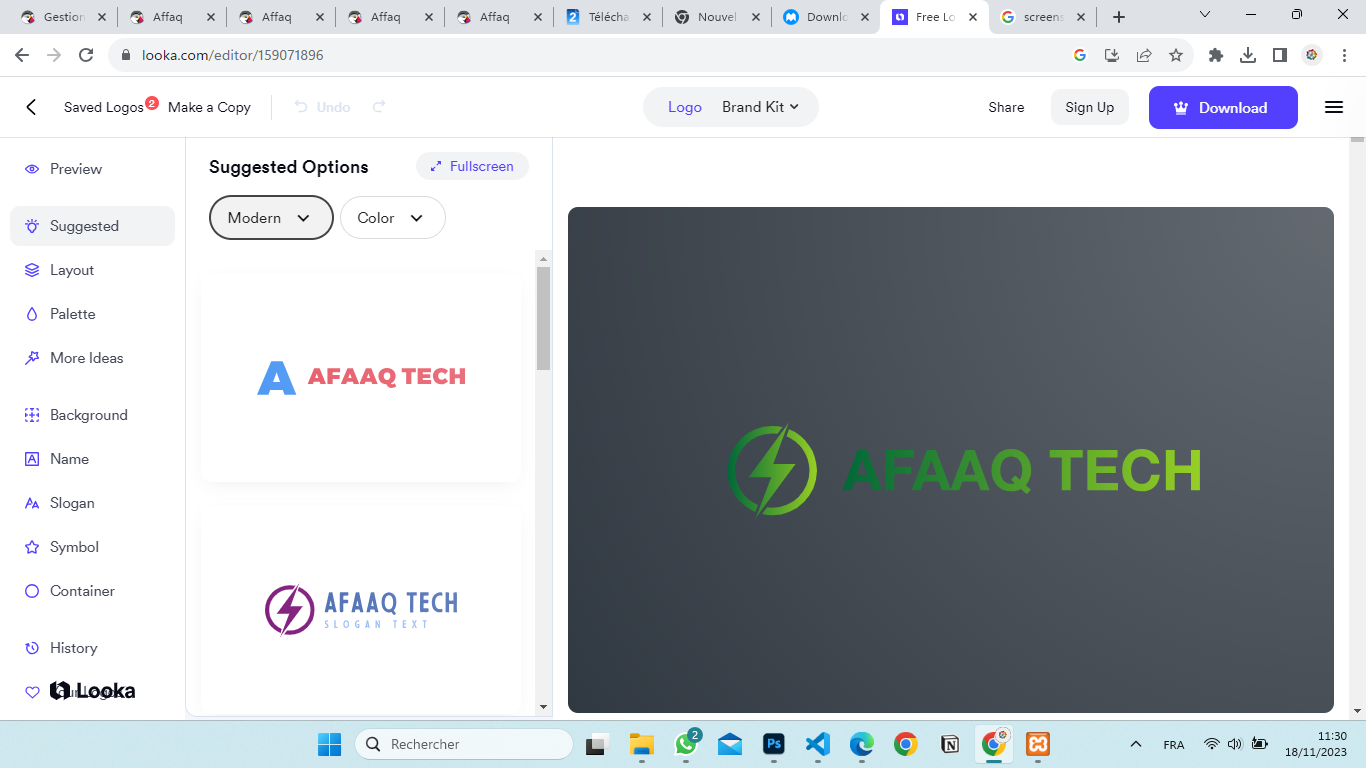 Gestion
Affaq
Affaq
Affaq
Affaq
Télécha
Nouvel
Downlo
Free Lo
screens
looka.com/editor/159071896
Saved Logos 2
Make a Copy
Undo
Logo
Brand Kit
Share
Sign Up
Download
Preview
Suggested
Layout
Palette
More Ideas
Background
Name
Slogan
Symbol
Container
History
Looka
Suggested Options
Fullscreen
Modern
Color
A AFAAQ TECH
AFAAQ TECH
SLOGAN TEXT
AFAAQ TECH
Rechercher
2
Ps
FRA
11:30
18/11/2023